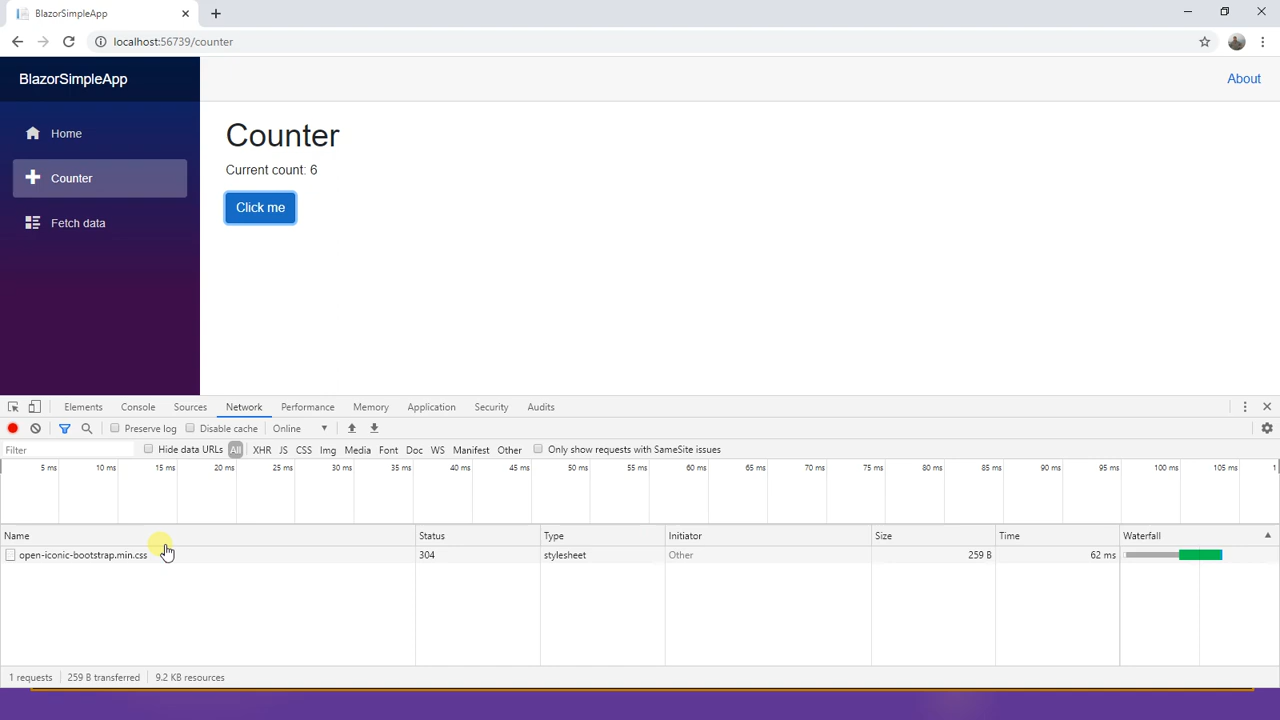 BlazorSimpleApp
localhost:56739/counter
BlazorSimpleApp
About
Home
Counter
Fetch data
Counter
Current count: 6
Click me
Elements Console Sources Network Performance Memory Application Security Audits
Preserve log Disable cache Online
Filter Hide data URLs All XHR JS CSS Img Media Font Doc WS Manifest Other Only show requests with SameSite issues
5 ms 10 ms 15 ms 20 ms 25 ms 30 ms 35 ms 40 ms 45 ms 50 ms 55 ms 60 ms 65 ms 70 ms 75 ms 80 ms 85 ms 90 ms 95 ms 100 ms 105 ms 1
Name Status Type Initiator Size Time Waterfall
open-iconic-bootstrap.min.css 304 stylesheet Other 259 B 62 ms
1 requests 259 B transferred 9.2 KB resources